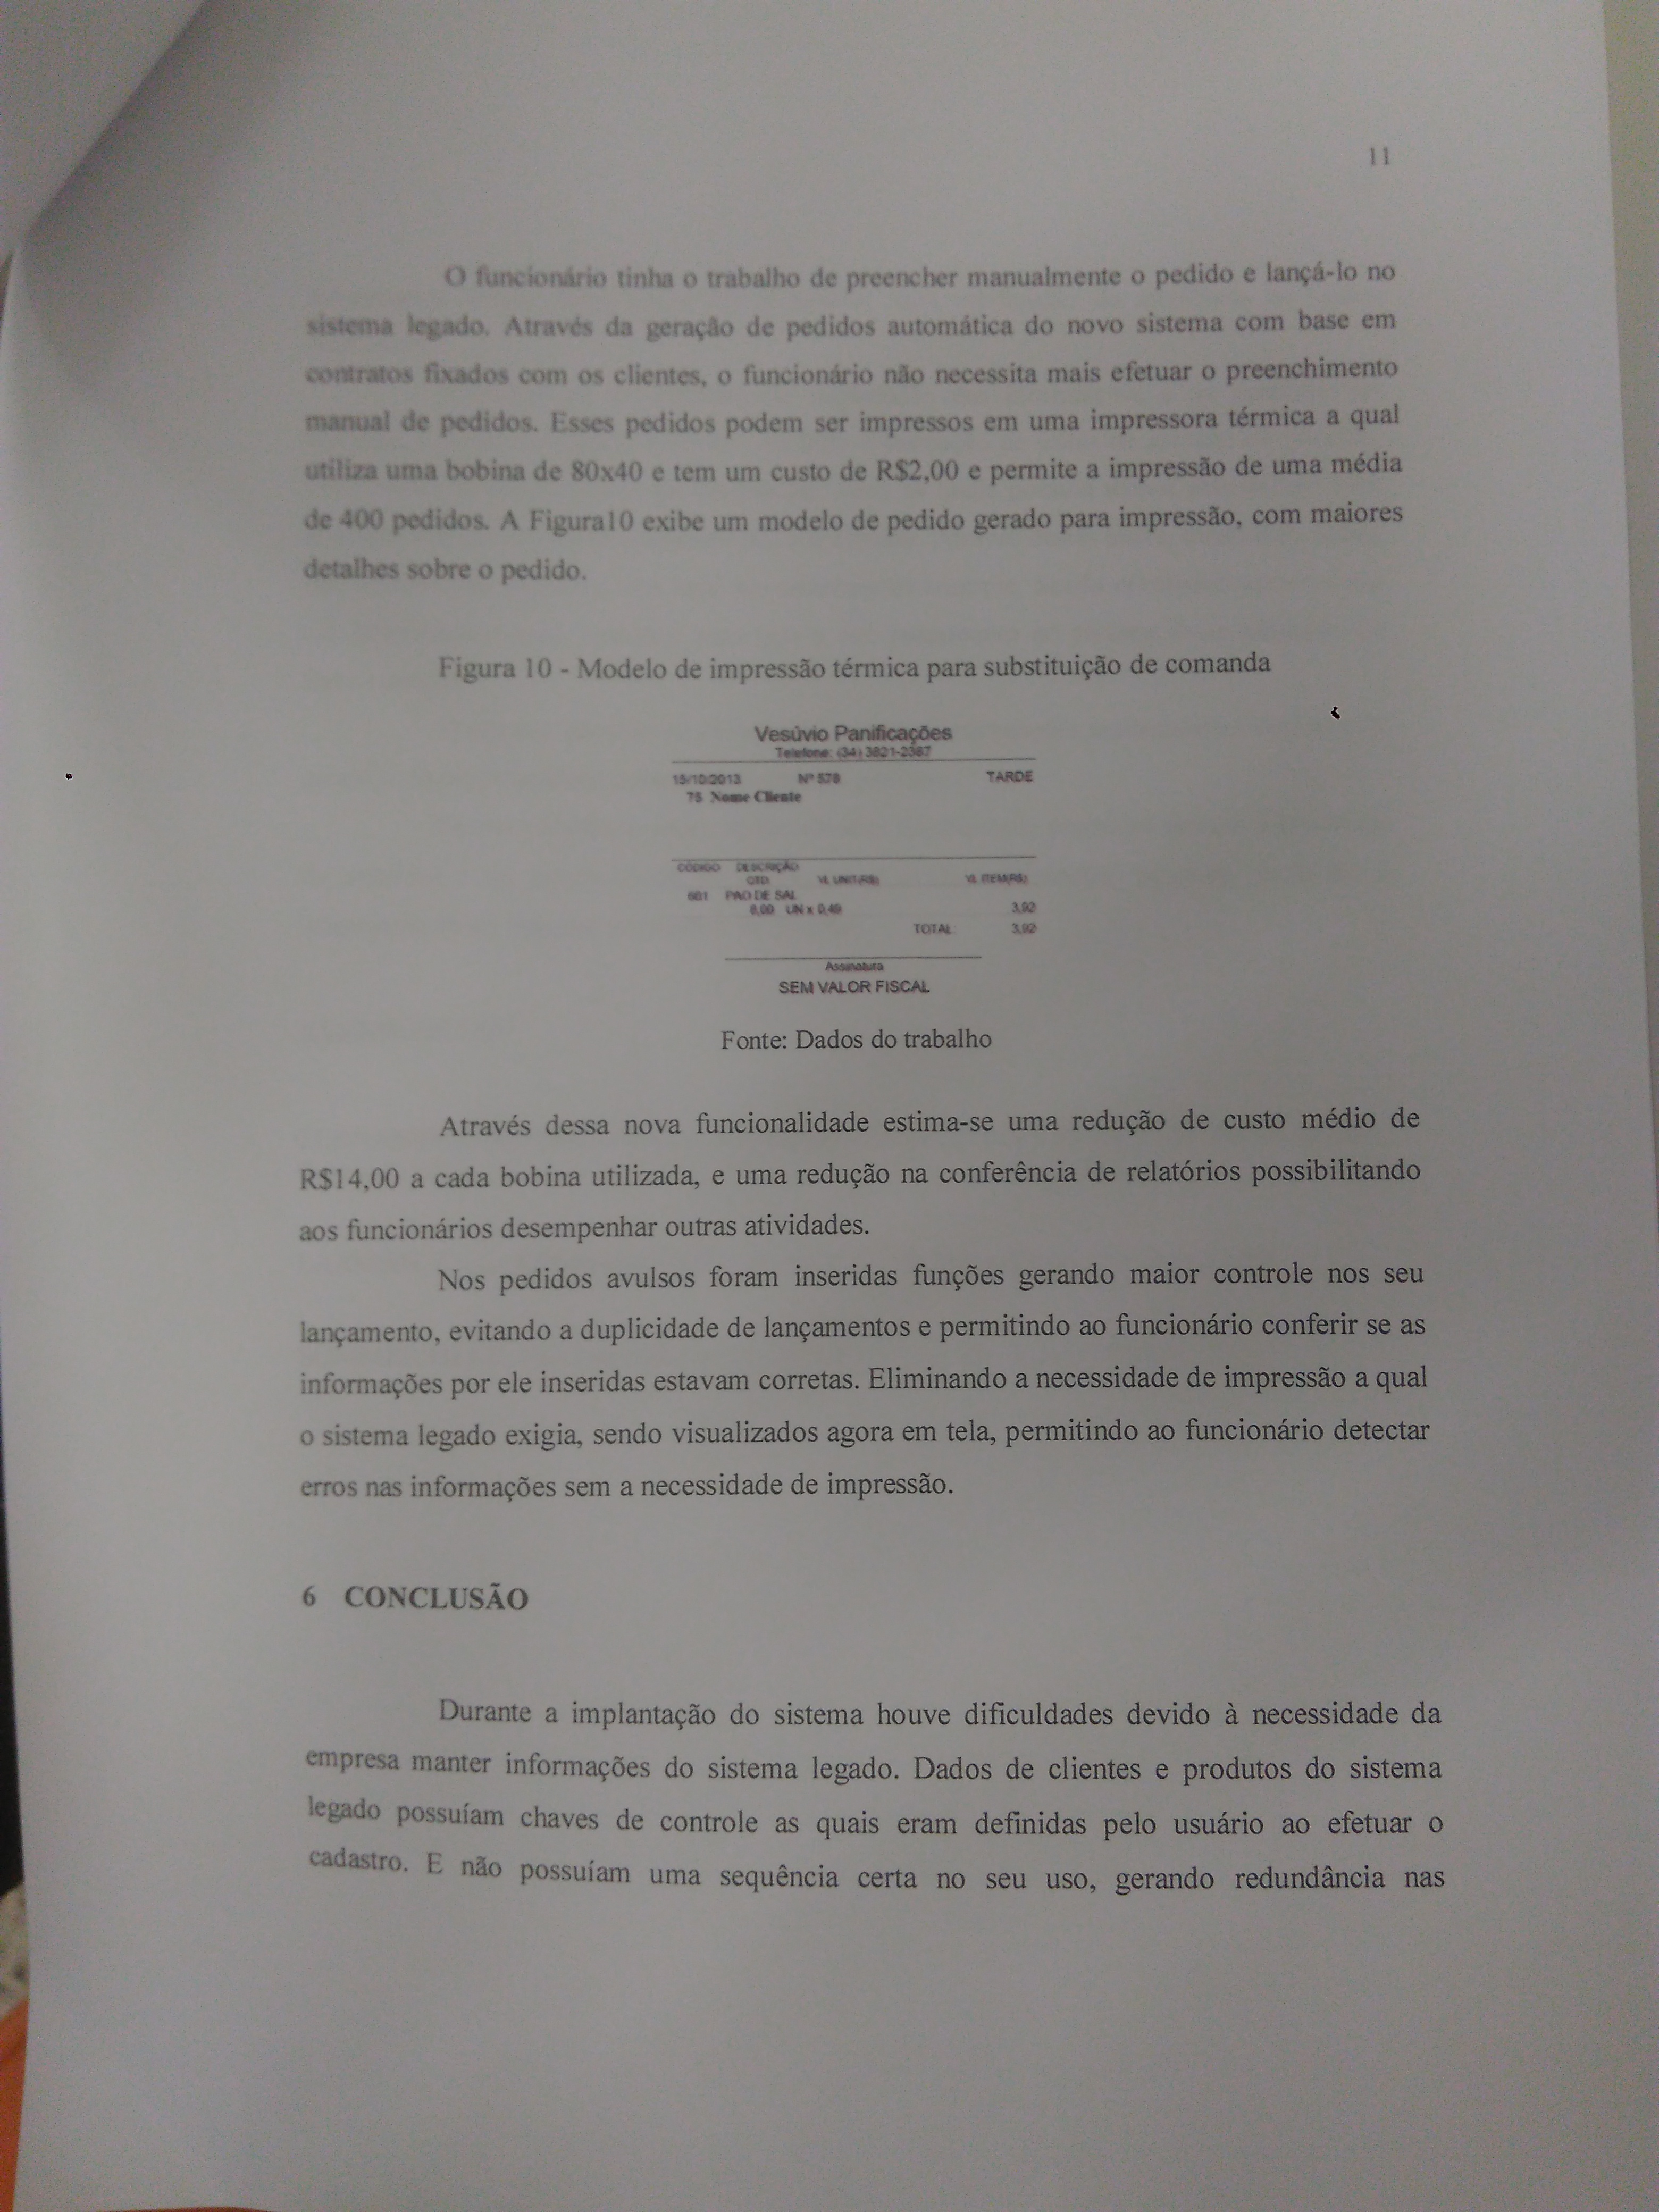 11
O funcionário tinha o trabalho de preencher manualmente o pedido e lançá-lo no
sistema legado. Através da geração de pedidos automática do novo sistema com base em
contratos fixados com os clientes, o funcionário não necessita mais efetuar o preenchimento
manual de pedidos. Esses pedidos podem ser impressos em uma impressora térmica a qual
utiliza uma bobina de 80x40 e tem um custo de R$2,00 e permite a impressão de uma média
de 400 pedidos. A Figura10 exibe um modelo de pedido gerado para impressão, com maiores
detalhes sobre o pedido.
Figura 10 - Modelo de impressão térmica para substituição de comanda
Vesúvio Panificações
Telefone: (34) 3821-2367
15/10/2013 Nº 578 TARDE
75 Nome Cliente
CÓDIGO DESCRIÇÃO
QTD VL UNIT(R$) VL ITEM(R$)
601 PAO DE SAL
8,00 UN x 0,49 3,92
TOTAL 3,92
Assinatura
SEM VALOR FISCAL
Fonte: Dados do trabalho
Através dessa nova funcionalidade estima-se uma redução de custo médio de
R$14,00 a cada bobina utilizada, e uma redução na conferência de relatórios possibilitando
aos funcionários desempenhar outras atividades.
Nos pedidos avulsos foram inseridas funções gerando maior controle nos seu
lançamento, evitando a duplicidade de lançamentos e permitindo ao funcionário conferir se as
informações por ele inseridas estavam corretas. Eliminando a necessidade de impressão a qual
o sistema legado exigia, sendo visualizados agora em tela, permitindo ao funcionário detectar
erros nas informações sem a necessidade de impressão.
6 CONCLUSÃO
Durante a implantação do sistema houve dificuldades devido à necessidade da
empresa manter informações do sistema legado. Dados de clientes e produtos do sistema
legado possuíam chaves de controle as quais eram definidas pelo usuário ao efetuar o
cadastro. E não possuíam uma sequência certa no seu uso, gerando redundância nas